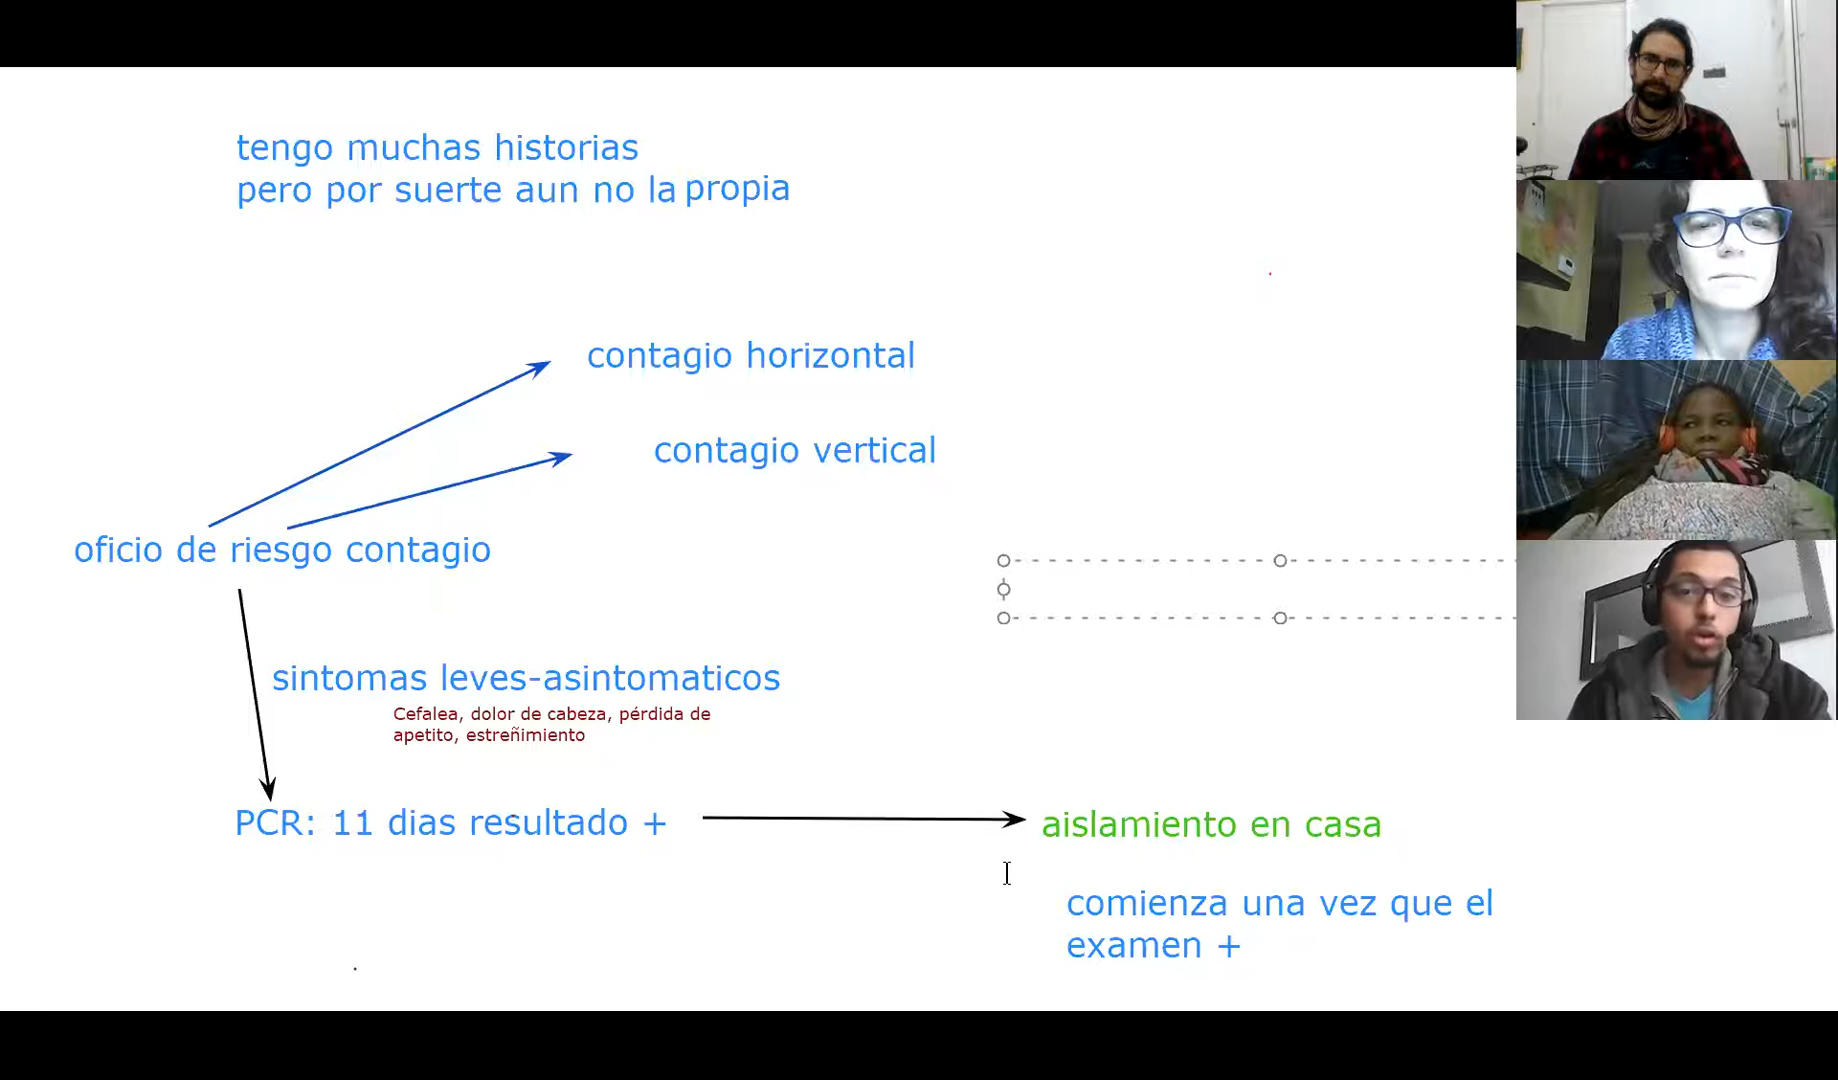 tengo muchas historias
pero por suerte aun no la propia
contagio horizontal
contagio vertical
oficio de riesgo contagio
sintomas leves-asintomaticos
Cefalea, dolor de cabeza, pérdida de
apetito, estreñimiento
PCR: 11 dias resultado +
aislamiento en casa
comienza una vez que el
examen +